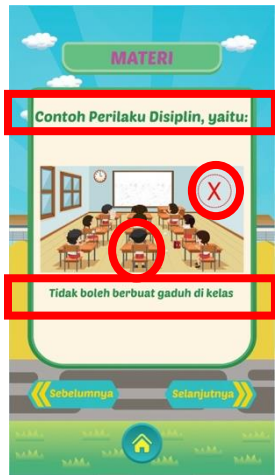 MATERI
Contoh Perilaku Disiplin, yaitu:
X
Tidak boleh berbuat gaduh di kelas
Sebelumnya
Selanjutnya